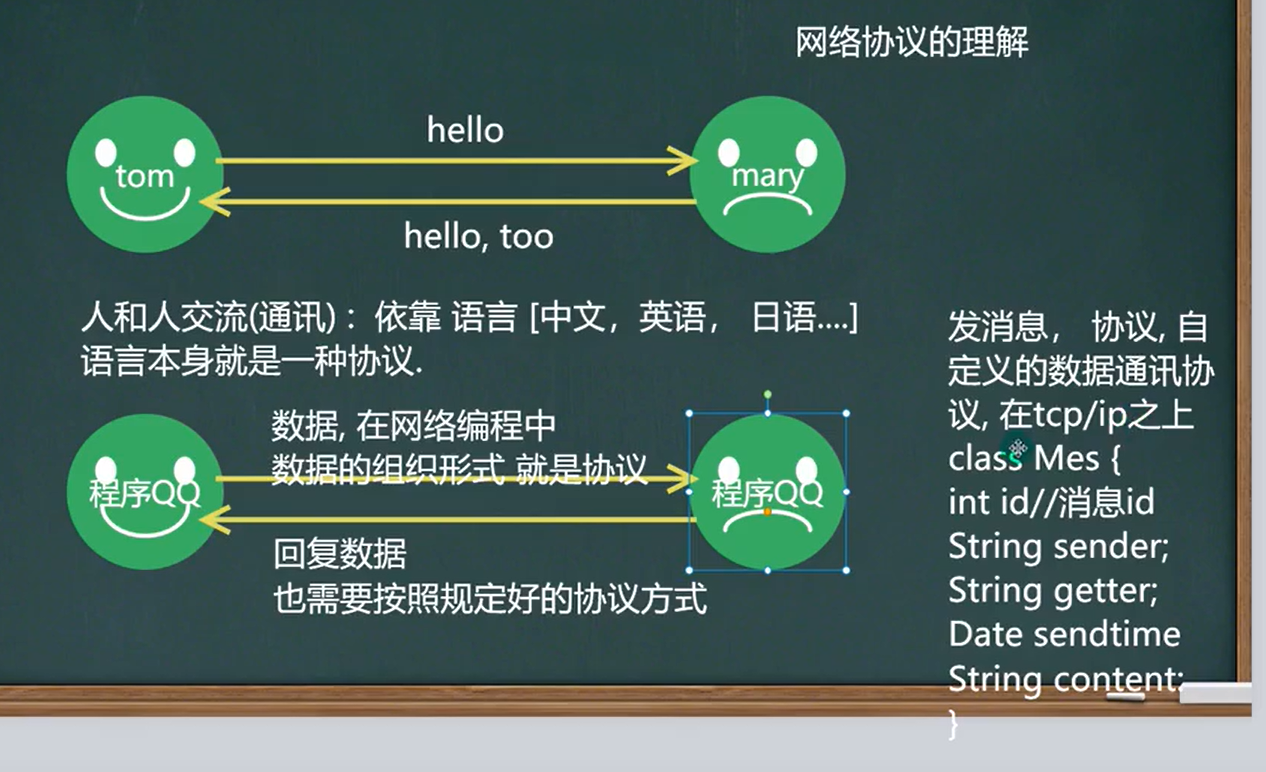 网络协议的理解
hello
tom
mary
hello, too
人和人交流(通讙)：依靠 语言 [中文，英语， 日语....]
语言本身就是一种协议.
数据, 在网络编程中
数据的组织形式 就是协议
程序QQ
程序QQ
回复数据
也需要按照规定好的协议方式
发消息， 协议, 自
定义的数据通讯协
议, 在tcp/ip之上
class Mes {
int id//消息id
String sender;
String getter;
Date sendtime
String content;
}